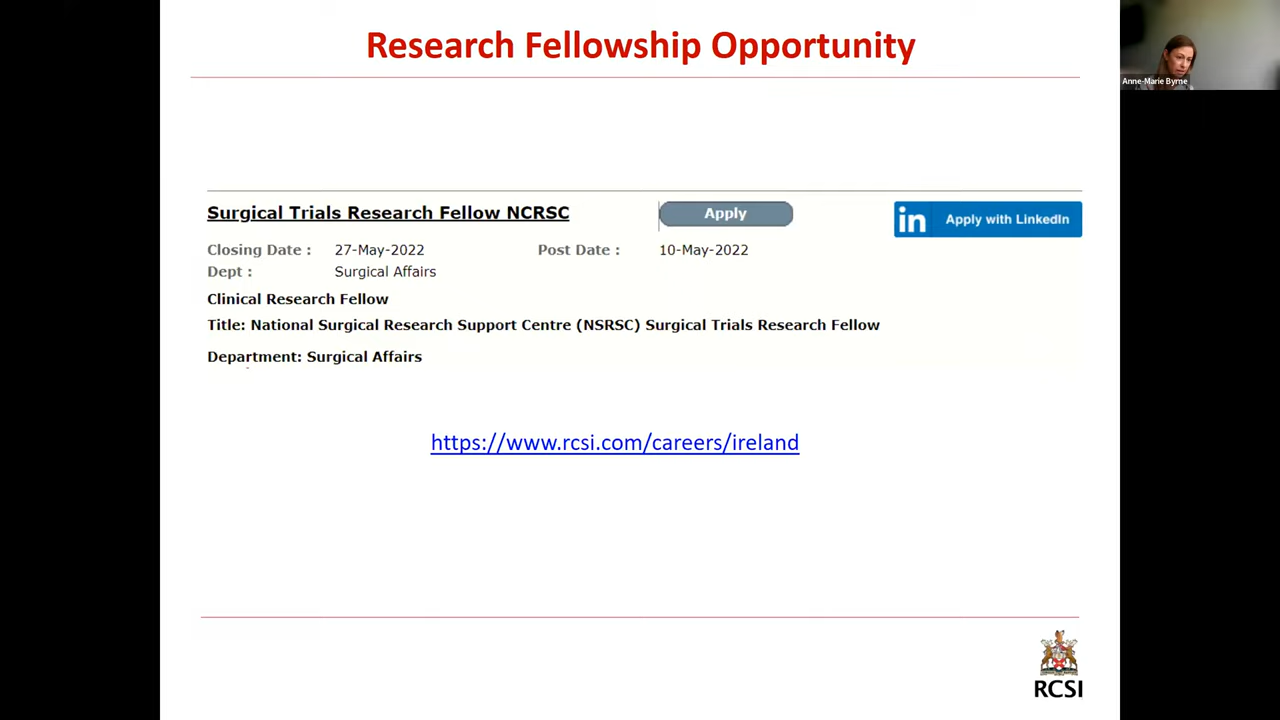 Research Fellowship Opportunity
Anne-Marie Byrne
Surgical Trials Research Fellow NCRSC
Apply
in Apply with LinkedIn
Closing Date : 27-May-2022 Post Date : 10-May-2022
Dept : Surgical Affairs
Clinical Research Fellow
Title: National Surgical Research Support Centre (NSRSC) Surgical Trials Research Fellow
Department: Surgical Affairs
https://www.rcsi.com/careers/ireland
RCSI